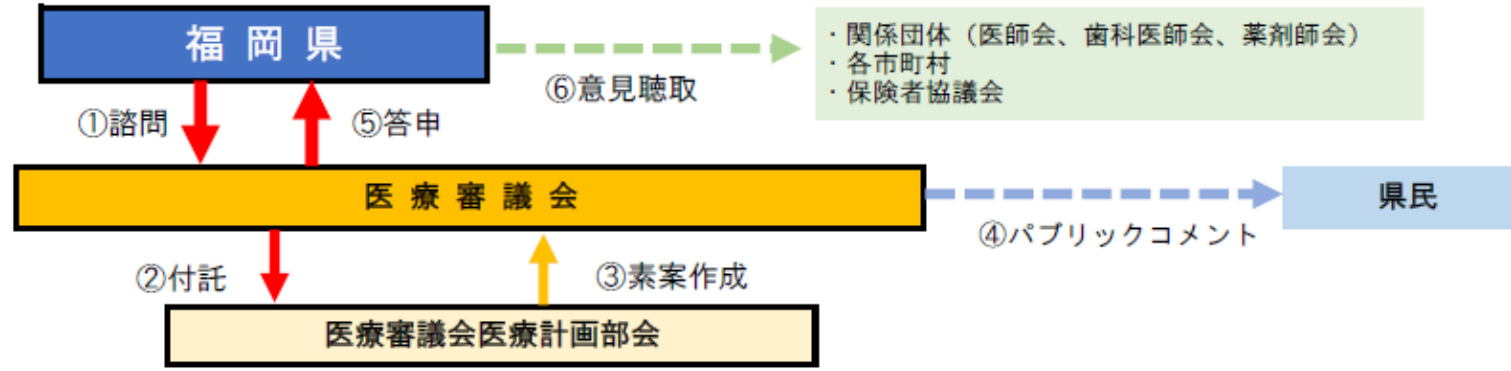 福岡県
・関係団体(医師会、歯科医師会、薬剤師会)
・各市町村
・保険者協議会
⑥意見聴取
①諮問
⑤答申
医療審議会
県民
④パブリックコメント
②付託
③素案作成
医療審議会医療計画部会